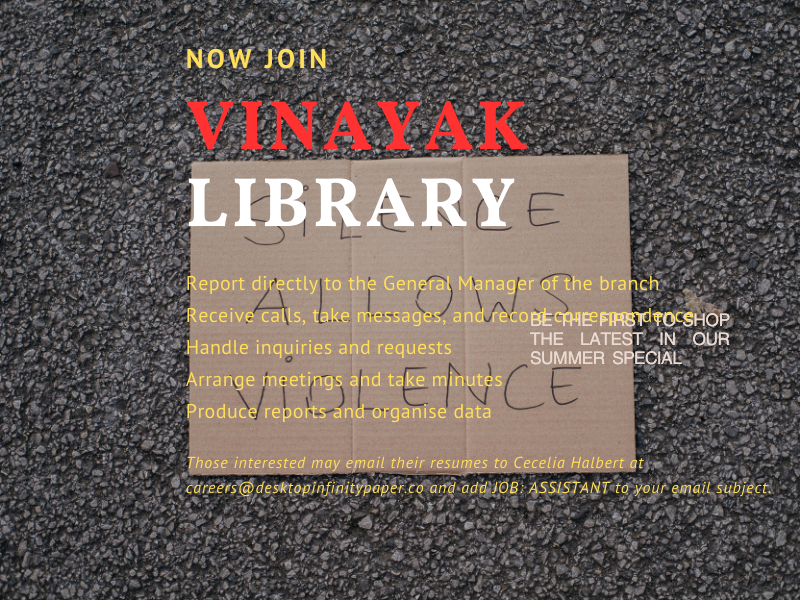 NOW JOIN
VINAYAK
LIBRARY
SiLENCE
ALLOWS
ViOLENCE
Report directly to the General Manager of the branch
Receive calls, take messages, and record correspondence
Handle inquiries and requests
Arrange meetings and take minutes
Produce reports and organise data
BE THE FIRST TO SHOP
THE LATEST IN OUR
SUMMER SPECIAL
Those interested may email their resumes to Cecelia Halbert at
careers@desktopinfinitypaper.co and add JOB: ASSISTANT to your email subject.